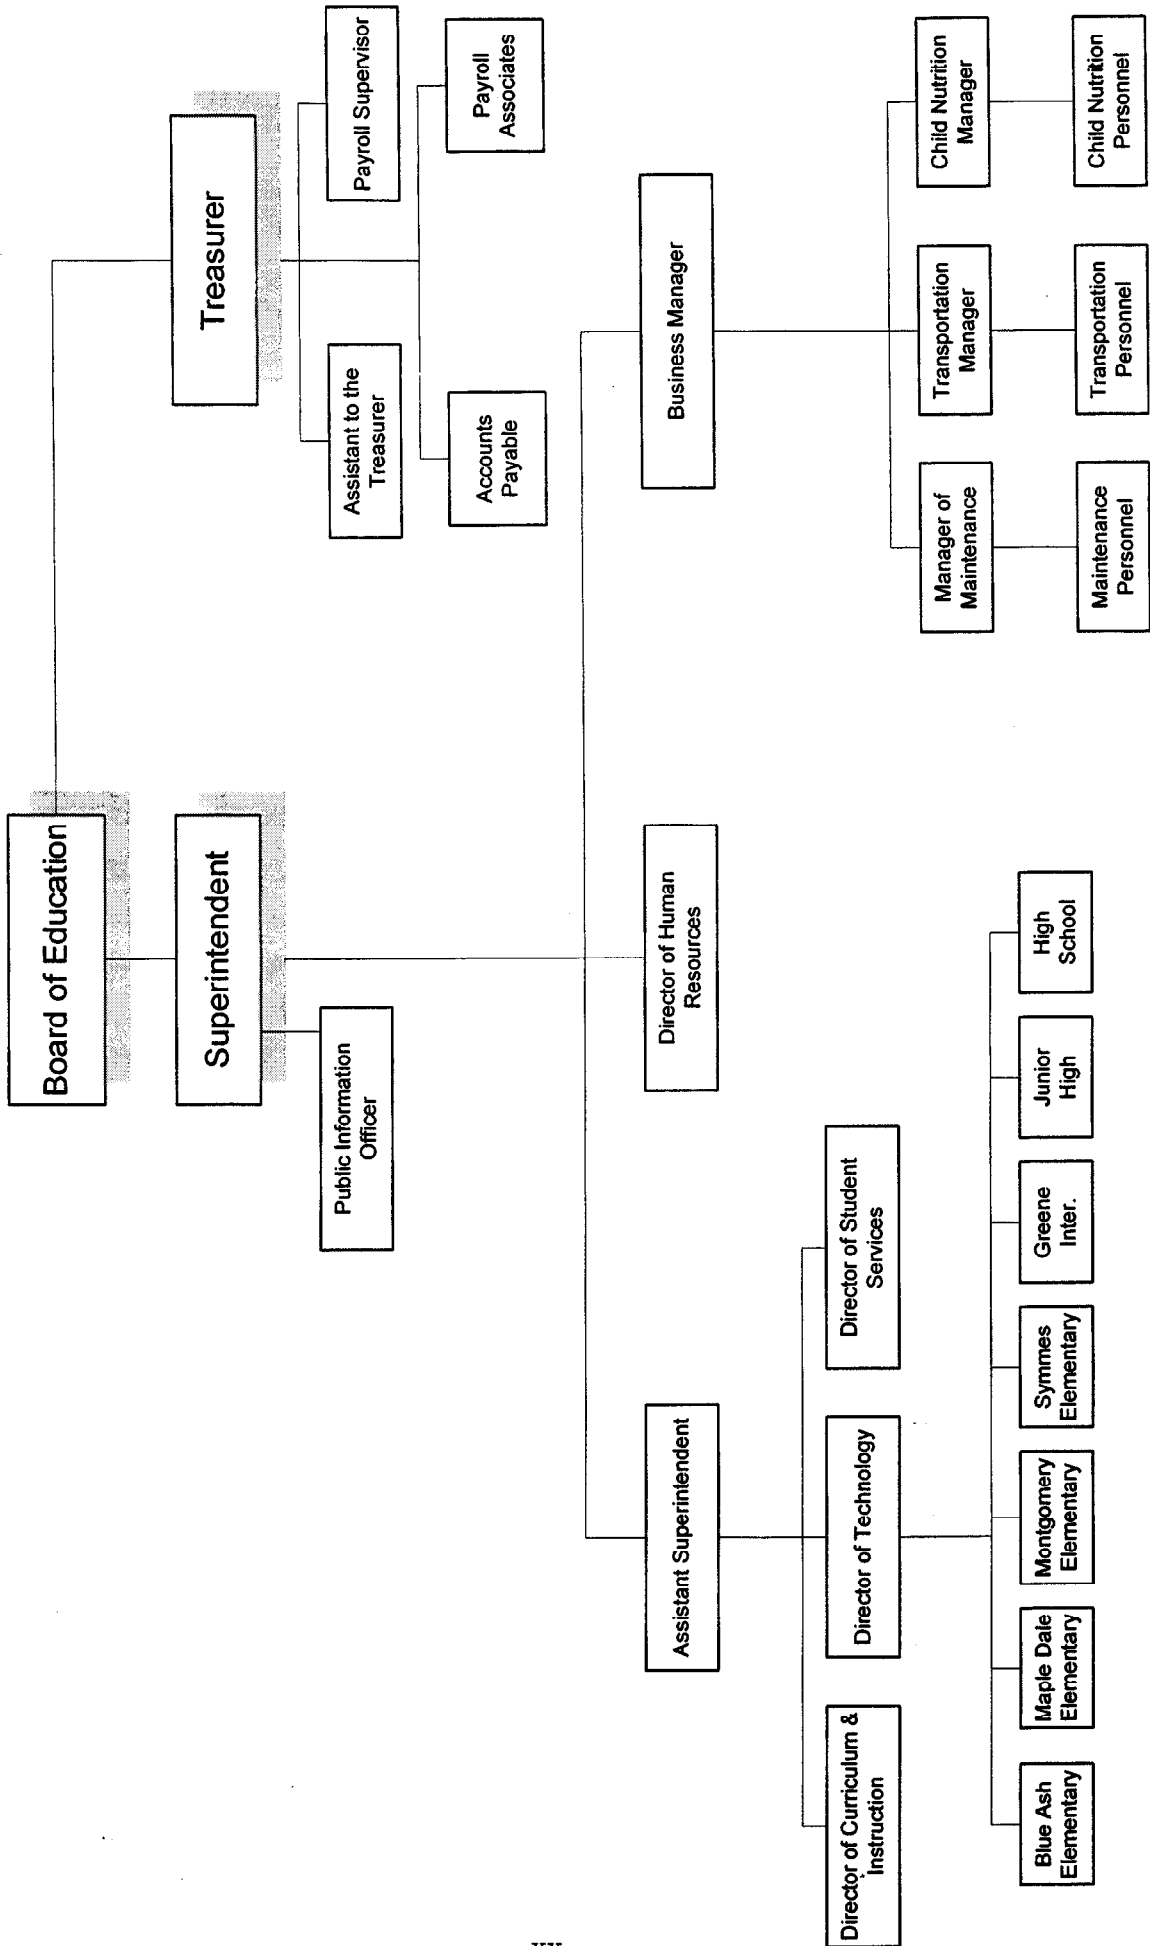 Board of Education
Superintendent
Treasurer
Public Information
Officer
Assistant to the
Treasurer
Payroll Supervisor
Accounts
Payable
Payroll
Associates
Assistant Superintendent
Director of Human
Resources
Business Manager
Director of Curriculum &
Instruction
Director of Technology
Director of Student
Services
Manager of
Maintenance
Transportation
Manager
Child Nutrition
Manager
Blue Ash
Elementary
Maple Dale
Elementary
Montgomery
Elementary
Symmes
Elementary
Greene
Inter.
Junior
High
High
School
Maintenance
Personnel
Transportation
Personnel
Child Nutrition
Personnel